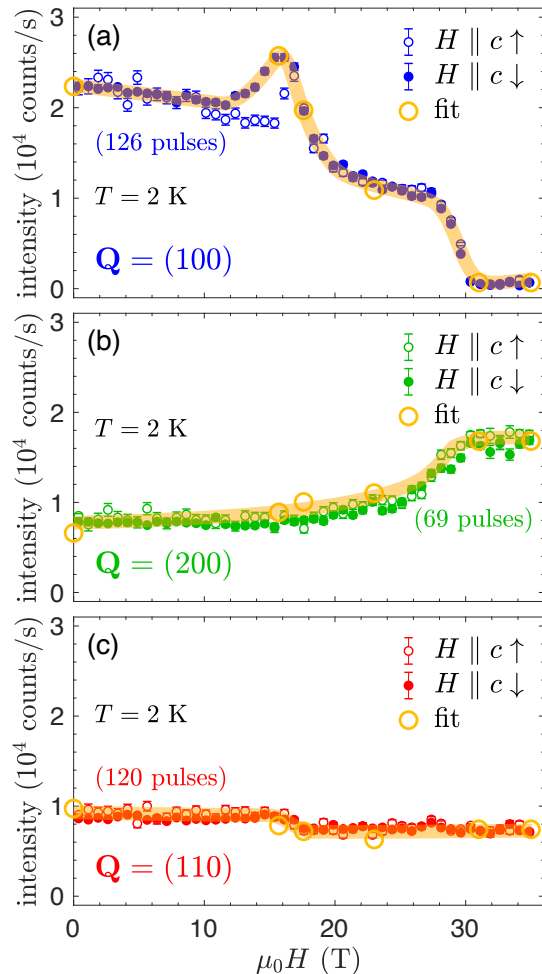 (a)
H ∥ c ↑
H ∥ c ↓
fit
(126 pulses)
T = 2 K
Q = (100)
intensity (10⁴ counts/s)
3
2
1
0
(b)
H ∥ c ↑
H ∥ c ↓
fit
T = 2 K
(69 pulses)
Q = (200)
intensity (10⁴ counts/s)
3
2
1
0
(c)
H ∥ c ↑
H ∥ c ↓
fit
T = 2 K
(120 pulses)
Q = (110)
intensity (10⁴ counts/s)
3
2
1
0
0 10 20 30
μ₀H (T)